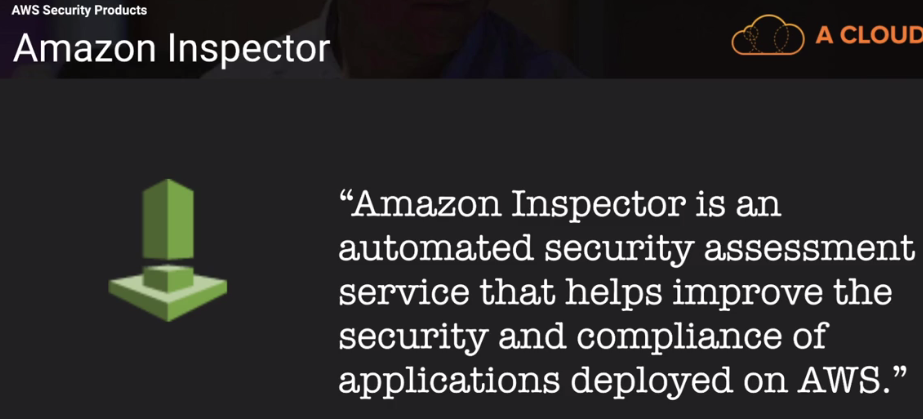 AWS Security Products
Amazon Inspector
A CLOUD
“Amazon Inspector is an
automated security assessment
service that helps improve the
security and compliance of
applications deployed on AWS.”